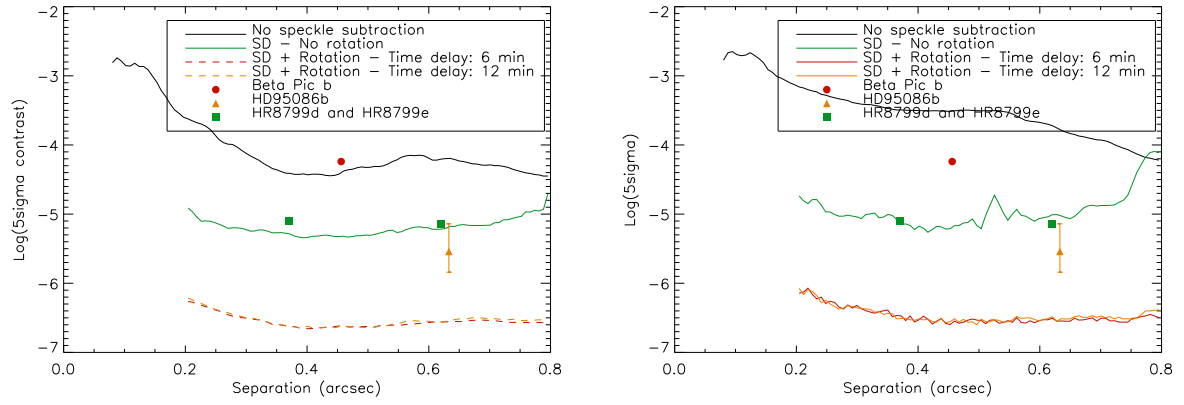 -2
-3
-4
-5
-6
-7
Log(5sigma contrast)
No speckle subtraction
SD - No rotation
SD + Rotation - Time delay: 6 min
SD + Rotation - Time delay: 12 min
Beta Pic b
HD95086b
HR8799d and HR8799e
0.0 0.2 0.4 0.6 0.8
Separation (arcsec)
-2
-3
-4
-5
-6
-7
Log(5sigma)
No speckle subtraction
SD - No rotation
SD + Rotation - Time delay: 6 min
SD + Rotation - Time delay: 12 min
Beta Pic b
HD95086b
HR8799d and HR8799e
0.0 0.2 0.4 0.6 0.8
Separation (arcsec)